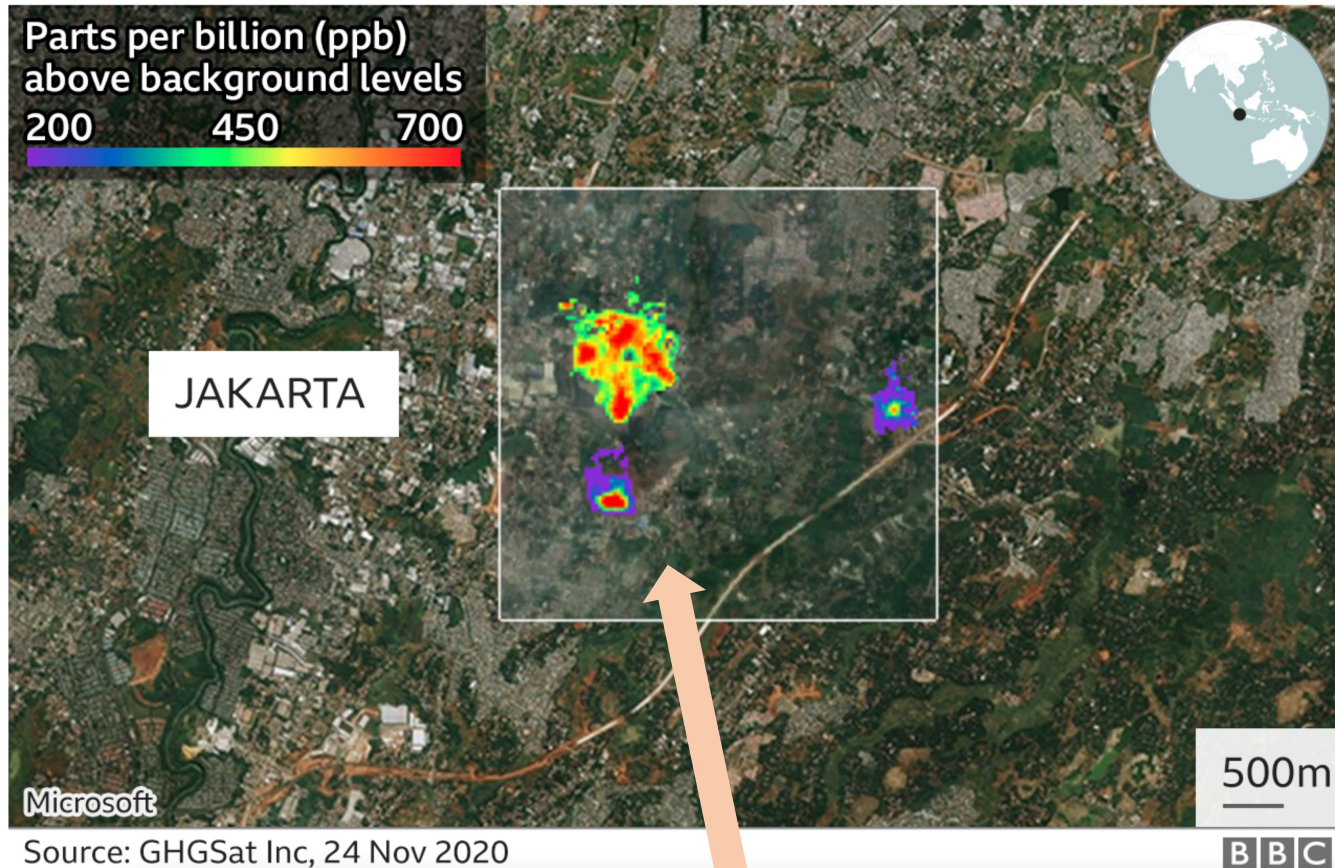 Parts per billion (ppb)
above background levels
200 450 700
JAKARTA
500m
Microsoft
Source: GHGSat Inc, 24 Nov 2020
BBC